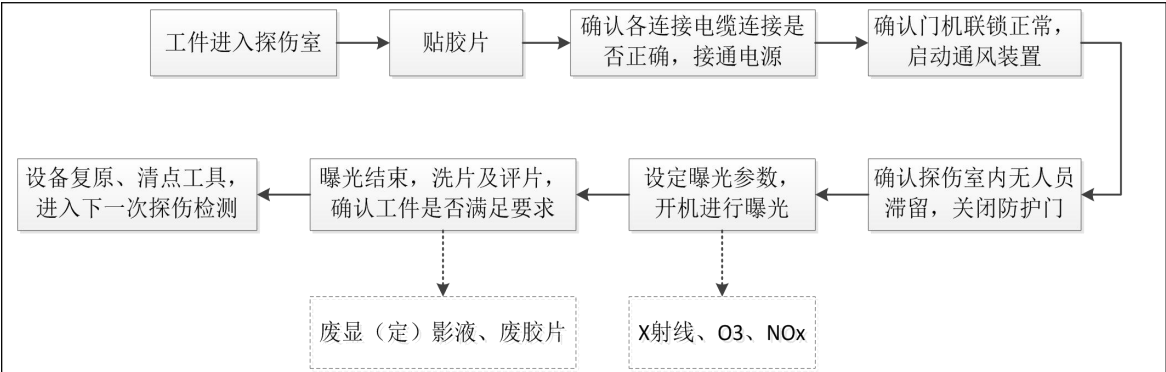 工件进入探伤室
贴胶片
确认各连接电缆连接是
否正确，接通电源
确认门机联锁正常，
启动通风装置
确认探伤室内无人员
滞留，关闭防护门
设定曝光参数，
开机进行曝光
曝光结束，洗片及评片，
确认工件是否满足要求
设备复原、清点工具，
进入下一次探伤检测
废显（定）影液、废胶片
X射线、O3、NOx